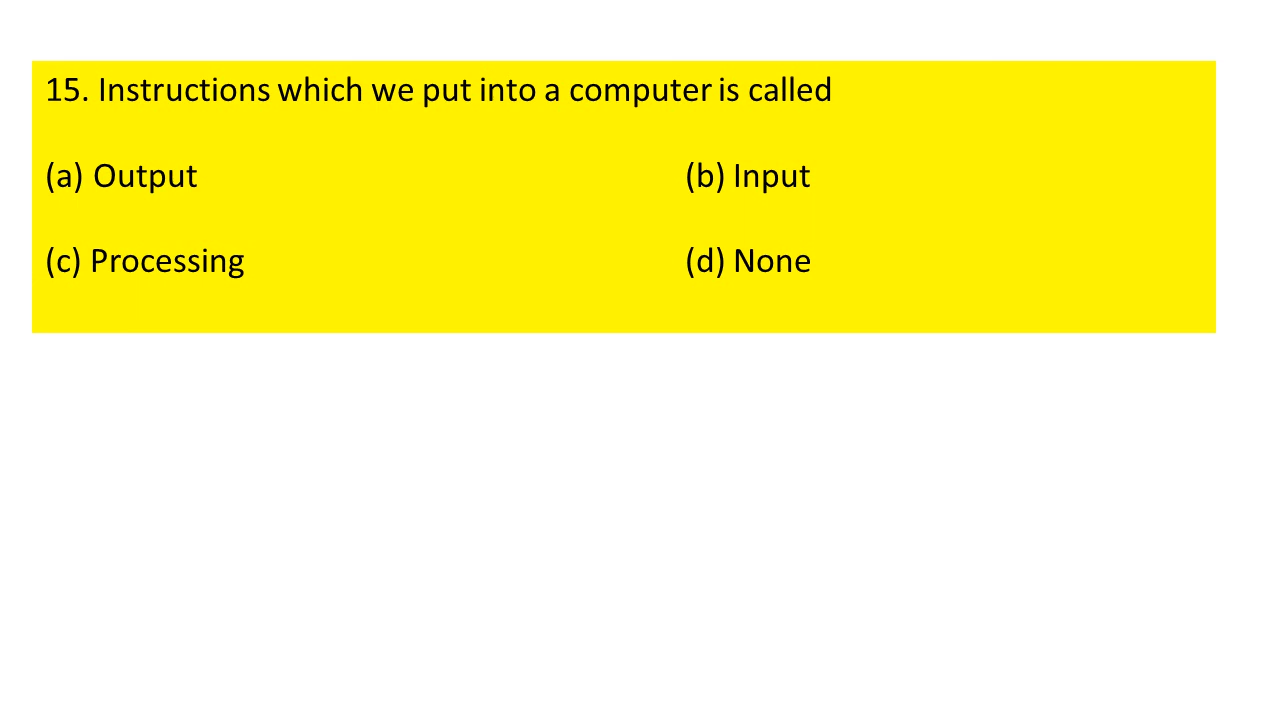 15. Instructions which we put into a computer is called
(a) Output (b) Input
(c) Processing (d) None